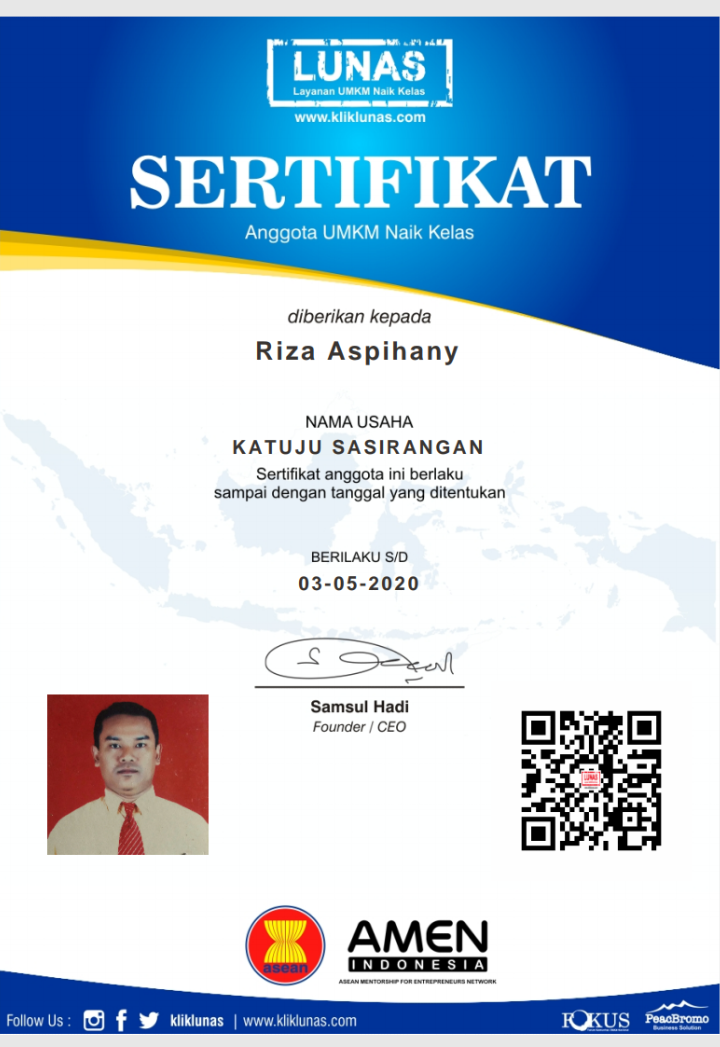 LUNAS
Layanan UMKM Naik Kelas
www.kliklunas.com
SERTIFIKAT
Anggota UMKM Naik Kelas
diberikan kepada
Riza Aspihany
NAMA USAHA
KATUJU SASIRANGAN
Sertifikat anggota ini berlaku
sampai dengan tanggal yang ditentukan
BERILAKU S/D
03-05-2020
Samsul Hadi
Founder / CEO
LUNAS
asean
AMEN
INDONESIA
ASEAN MENTORSHIP FOR ENTREPRENEURS NETWORK
Follow Us : kliklunas | www.kliklunas.com
FOKUS
PeacBromo
Business Solution